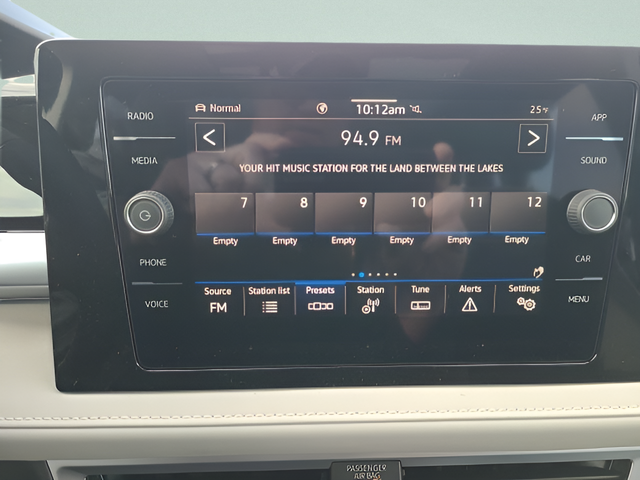 RADIO
MEDIA
PHONE
VOICE
Normal
10:12am
25°F
94.9 FM
YOUR HIT MUSIC STATION FOR THE LAND BETWEEN THE LAKES
7 8 9 10 11 12
Empty Empty Empty Empty Empty Empty
Source Station list Presets Station Tune Alerts Settings
FM
APP
SOUND
CAR
MENU
PASSENGER
AIR BAG